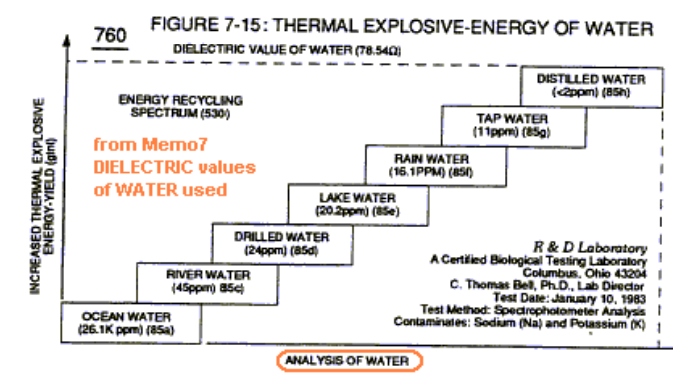 760
FIGURE 7-15: THERMAL EXPLOSIVE-ENERGY OF WATER
DIELECTRIC VALUE OF WATER (78.54Ω)
INCREASED THERMAL EXPLOSIVE
ENERGY-YIELD (gtnt)
ENERGY RECYCLING
SPECTRUM (530i)
from Memo7
DIELECTRIC values
of WATER used
DISTILLED WATER
(<2ppm) (85h)
TAP WATER
(11ppm) (85g)
RAIN WATER
(16.1PPM) (85f)
LAKE WATER
(20.2ppm) (85e)
DRILLED WATER
(24ppm) (85d)
RIVER WATER
(45ppm) 85c)
OCEAN WATER
(26.1K ppm) (85a)
R & D Laboratory
A Certified Biological Testing Laboratory
Columbus, Ohio 43204
C. Thomas Bell, Ph.D., Lab Director
Test Date: January 10, 1983
Test Method: Spectrophotometer Analysis
Contaminates: Sodium (Na) and Potassium (K)
ANALYSIS OF WATER